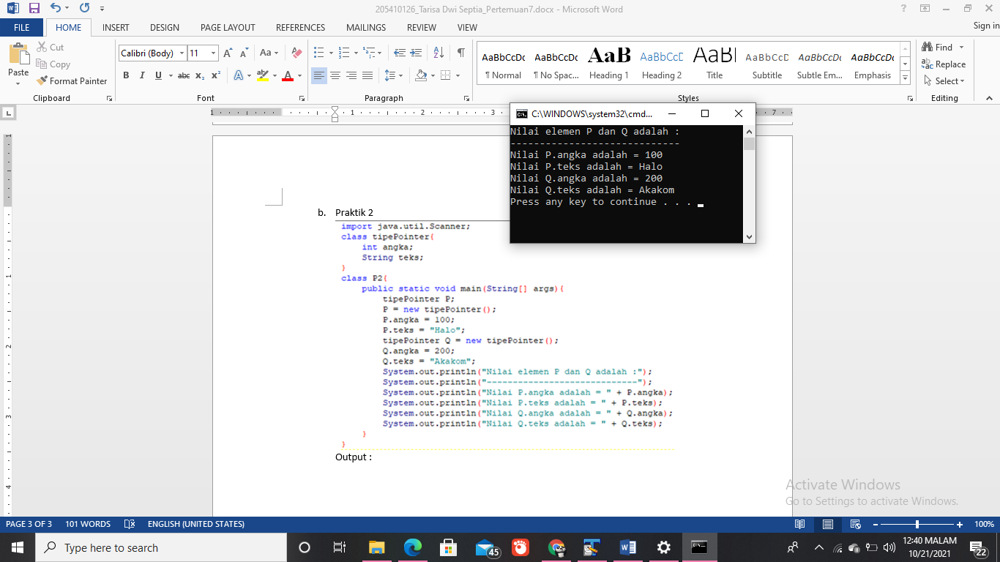 205410126_Tarisa Dwi Septia_Pertemuan7.docx - Microsoft Word
Sign in
FILE HOME INSERT DESIGN PAGE LAYOUT REFERENCES MAILINGS REVIEW VIEW
Paste
Cut
Copy
Format Painter
Clipboard
Calibri (Body) 11
Font
Paragraph
AaBbCcDc AaBbCcDc AaB AaBbCcD AaB AaBbCcD AaBbCcDc AaBbCcDc
¶ Normal ¶ No Spac... Heading 1 Heading 2 Title Subtitle Subtle Em... Emphasis
Styles
Find
Replace
Select
Editing
C:\WINDOWS\system32\cmd...
Nilai elemen P dan Q adalah :
-----------------------------
Nilai P.angka adalah = 100
Nilai P.teks adalah = Halo
Nilai Q.angka adalah = 200
Nilai Q.teks adalah = Akakom
Press any key to continue . . .
b. Praktik 2
import java.util.Scanner;
class tipePointer{
int angka;
String teks;
}
class P2{
public static void main(String[] args){
tipePointer P;
P = new tipePointer();
P.angka = 100;
P.teks = "Halo";
tipePointer Q = new tipePointer();
Q.angka = 200;
Q.teks = "Akakom";
System.out.println("Nilai elemen P dan Q adalah :");
System.out.println("-----------------------------");
System.out.println("Nilai P.angka adalah = " + P.angka);
System.out.println("Nilai P.teks adalah = " + P.teks);
System.out.println("Nilai Q.angka adalah = " + Q.angka);
System.out.println("Nilai Q.teks adalah = " + Q.teks);
}
}
Output :
Activate Windows
Go to Settings to activate Windows.
PAGE 3 OF 3 101 WORDS ENGLISH (UNITED STATES) 100%
Type here to search
45
12:40 MALAM
10/21/2021
22